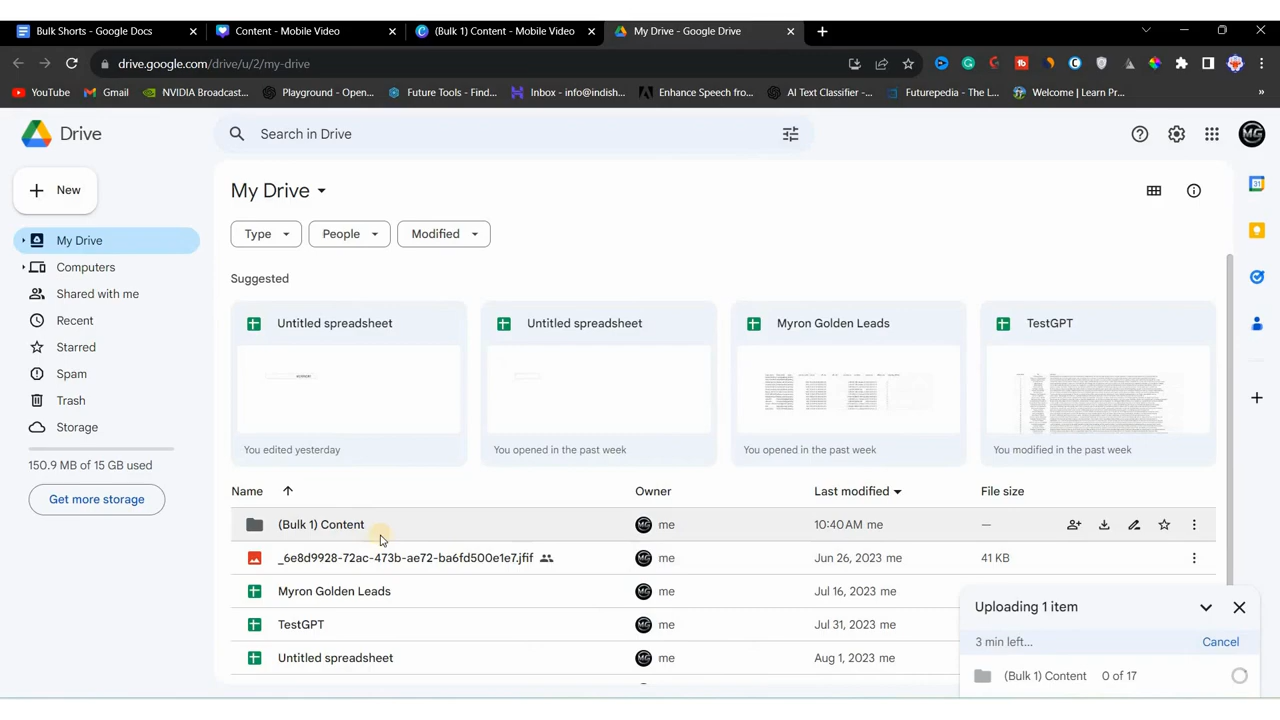 Bulk Shorts - Google Docs
Content - Mobile Video
(Bulk 1) Content - Mobile Video
My Drive - Google Drive
drive.google.com/drive/u/2/my-drive
YouTube
Gmail
NVIDIA Broadcast...
Playground - Open...
Future Tools - Find...
Inbox - info@indish...
Enhance Speech from...
AI Text Classifier -...
Futurepedia - The L...
Welcome | Learn Pr...
Drive
Search in Drive
MG
New
My Drive
31
Type
People
Modified
My Drive
Computers
Shared with me
Recent
Starred
Spam
Trash
Storage
150.9 MB of 15 GB used
Get more storage
Suggested
Untitled spreadsheet
You edited yesterday
Untitled spreadsheet
You opened in the past week
Myron Golden Leads
You opened in the past week
TestGPT
You modified in the past week
Name
Owner
Last modified
File size
(Bulk 1) Content
MG me
10:40 AM me
—
_6e8d9928-72ac-473b-ae72-ba6fd500e1e7.jfif
MG me
Jun 26, 2023 me
41 KB
Myron Golden Leads
MG me
Jul 16, 2023 me
TestGPT
MG me
Jul 31, 2023 me
Untitled spreadsheet
MG me
Aug 1, 2023 me
Uploading 1 item
3 min left...
Cancel
(Bulk 1) Content
0 of 17